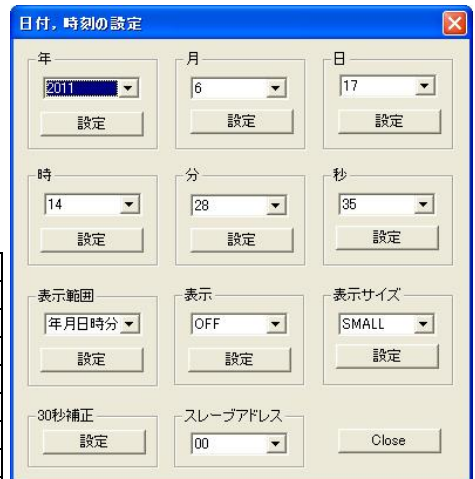 日付，時刻の設定
年 月 日
2011 6 17
設定 設定 設定
時 分 秒
14 28 35
設定 設定 設定
表示範囲 表示 表示サイズ
年月日時分 OFF SMALL
設定 設定 設定
30秒補正 スレーブアドレス
設定 00 Close